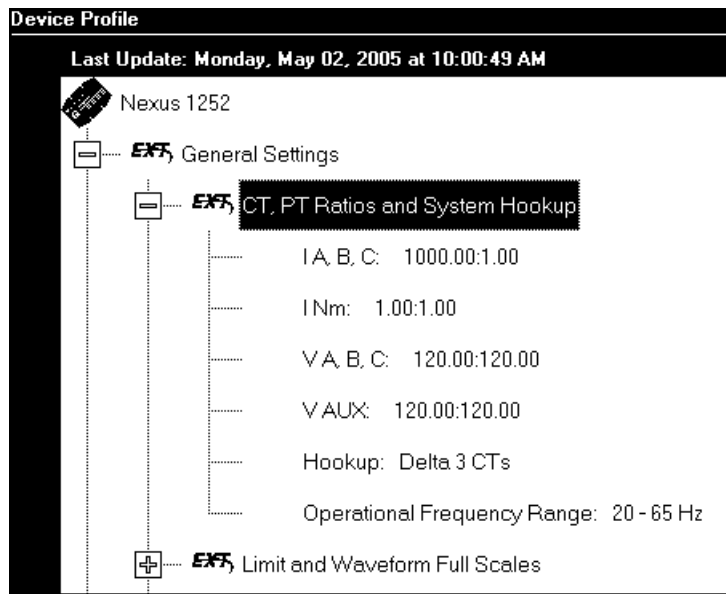 Device Profile
Last Update: Monday, May 02, 2005 at 10:00:49 AM
Nexus 1252
EXT, General Settings
EXT, CT, PT Ratios and System Hookup
I A, B, C: 1000.00:1.00
I Nm: 1.00:1.00
V A, B, C: 120.00:120.00
V AUX: 120.00:120.00
Hookup: Delta 3 CTs
Operational Frequency Range: 20 - 65 Hz
EXT, Limit and Waveform Full Scales